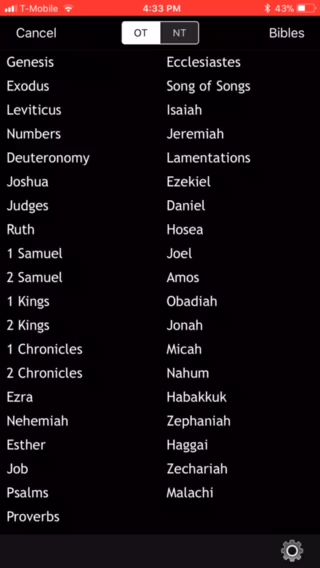 T-Mobile 4:33 PM 43%
Cancel OT NT Bibles
Genesis
Exodus
Leviticus
Numbers
Deuteronomy
Joshua
Judges
Ruth
1 Samuel
2 Samuel
1 Kings
2 Kings
1 Chronicles
2 Chronicles
Ezra
Nehemiah
Esther
Job
Psalms
Proverbs
Ecclesiastes
Song of Songs
Isaiah
Jeremiah
Lamentations
Ezekiel
Daniel
Hosea
Joel
Amos
Obadiah
Jonah
Micah
Nahum
Habakkuk
Zephaniah
Haggai
Zechariah
Malachi